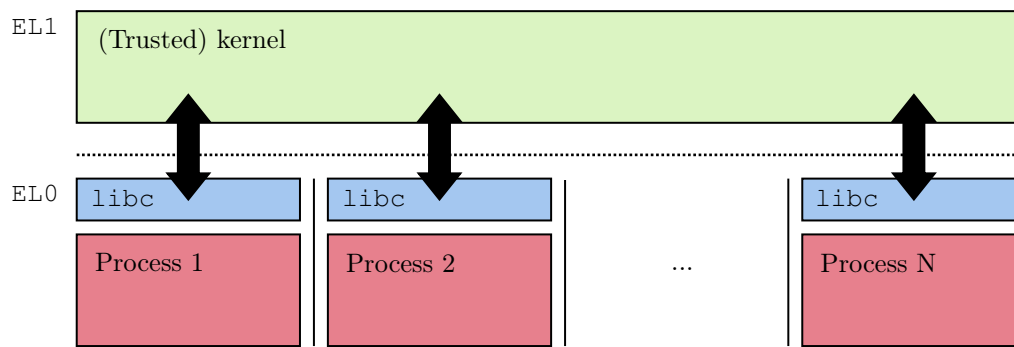 EL1
(Trusted) kernel
EL0
libc
libc
libc
Process 1
Process 2
...
Process N